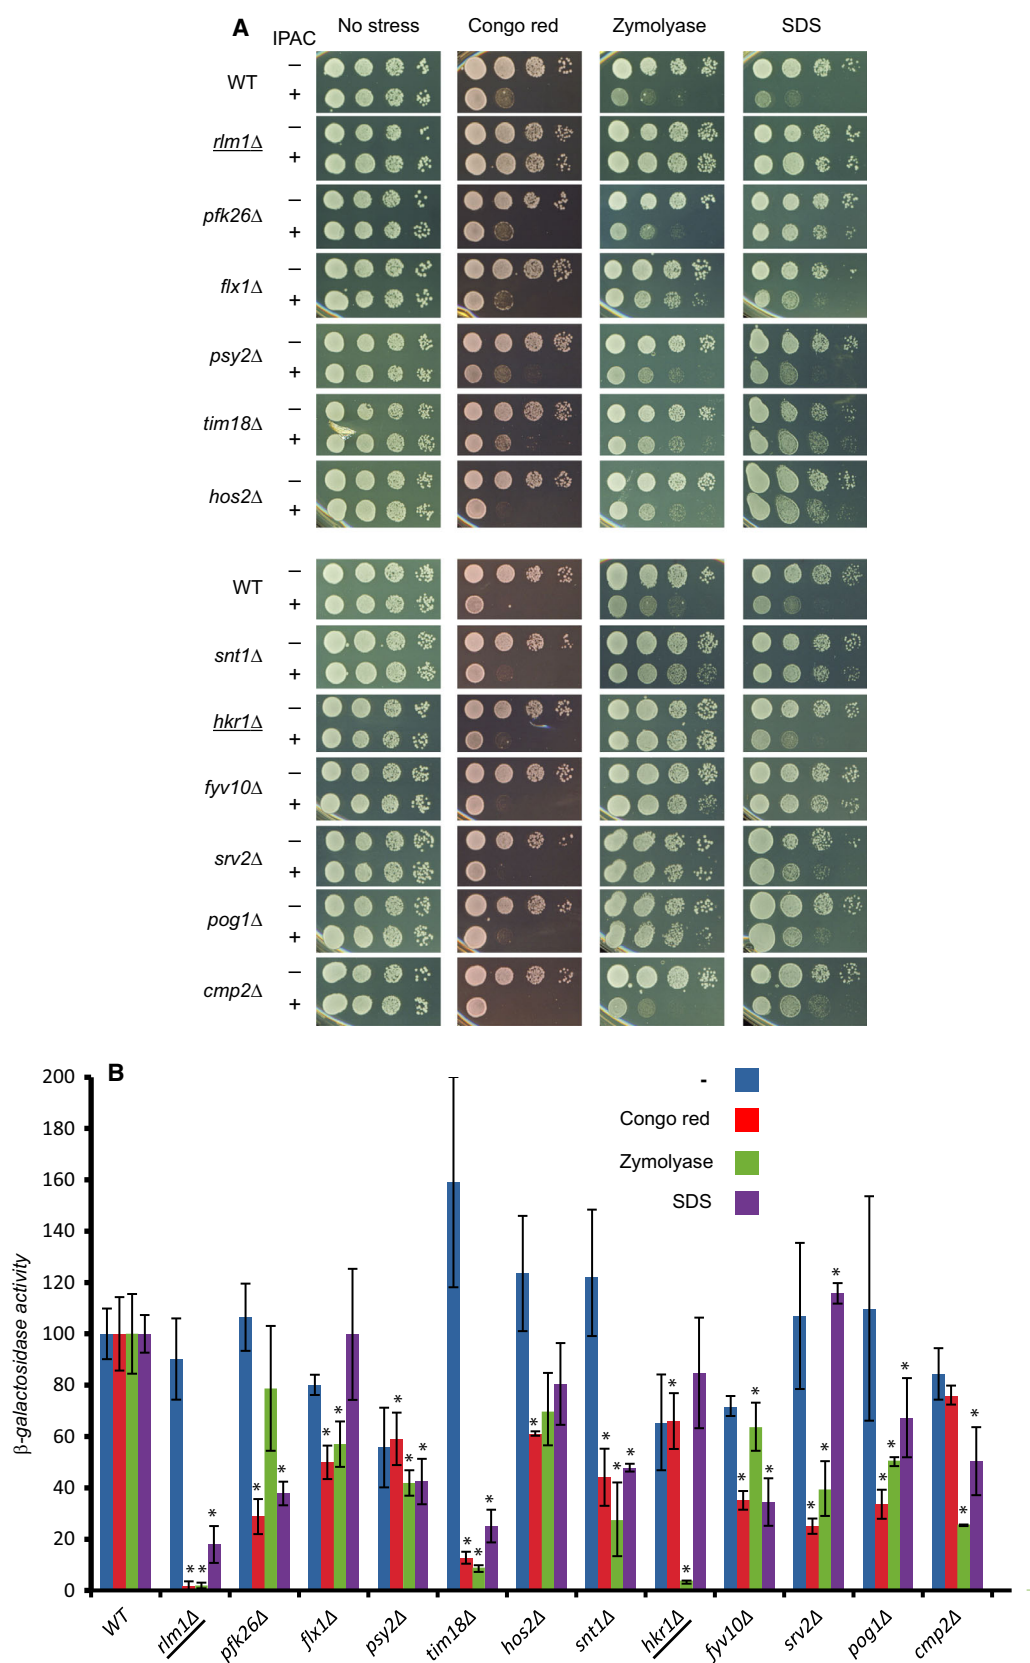 A IPAC No stress Congo red Zymolyase SDS
WT −
+
rlm1Δ −
+
pfk26Δ −
+
flx1Δ −
+
psy2Δ −
+
tim18Δ −
+
hos2Δ −
+
WT −
+
snt1Δ −
+
hkr1Δ −
+
fyv10Δ −
+
srv2Δ −
+
pog1Δ −
+
cmp2Δ −
+
B
-
Congo red
Zymolyase
SDS
β-galactosidase activity
200
180
160
140
120
100
80
60
40
20
0
* * *
* *
* *
* * *
* * *
*
* * *
* *
* * *
* * *
* * *
* *
WT rlm1Δ pfk26Δ flx1Δ psy2Δ tim18Δ hos2Δ snt1Δ hkr1Δ fyv10Δ srv2Δ pog1Δ cmp2Δ